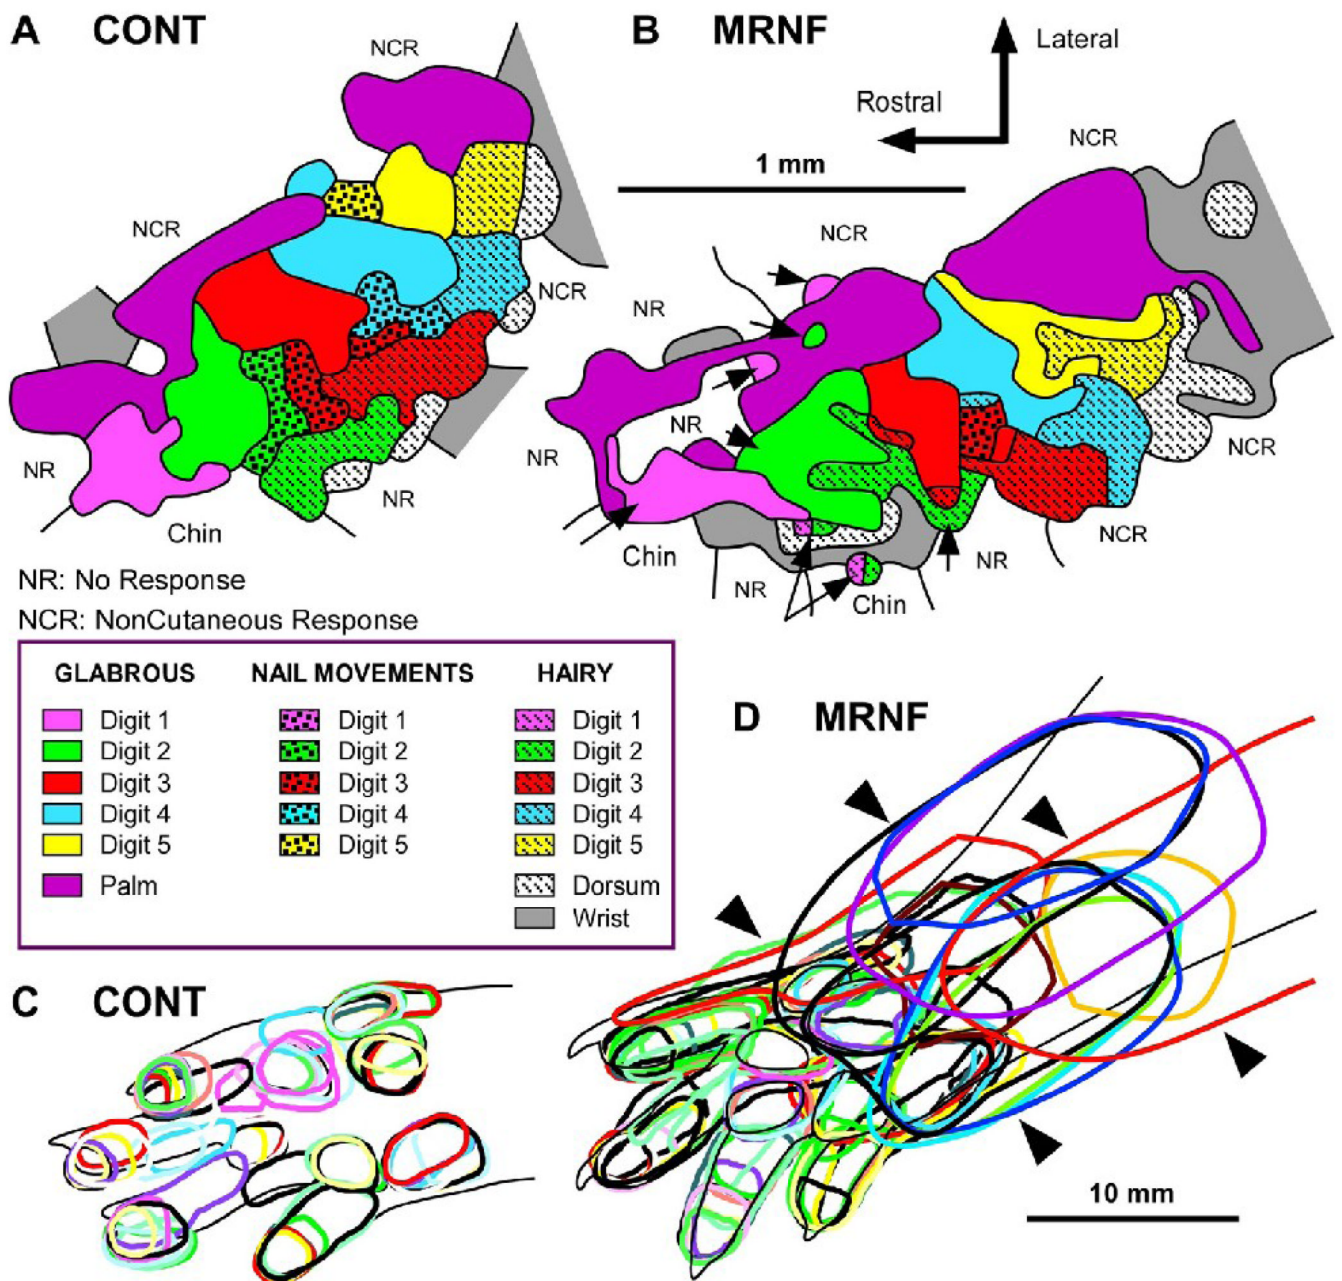 A CONT
B MRNF
Lateral
Rostral
1 mm
NCR
NCR
NCR
NR
NR
Chin
NCR
NCR
NR
NR
NR
Chin
NR
Chin
NR
NCR
NCR
NR: No Response
NCR: NonCutaneous Response
GLABROUS NAIL MOVEMENTS HAIRY
Digit 1 Digit 1 Digit 1
Digit 2 Digit 2 Digit 2
Digit 3 Digit 3 Digit 3
Digit 4 Digit 4 Digit 4
Digit 5 Digit 5 Digit 5
Palm Dorsum
Wrist
C CONT
D MRNF
10 mm